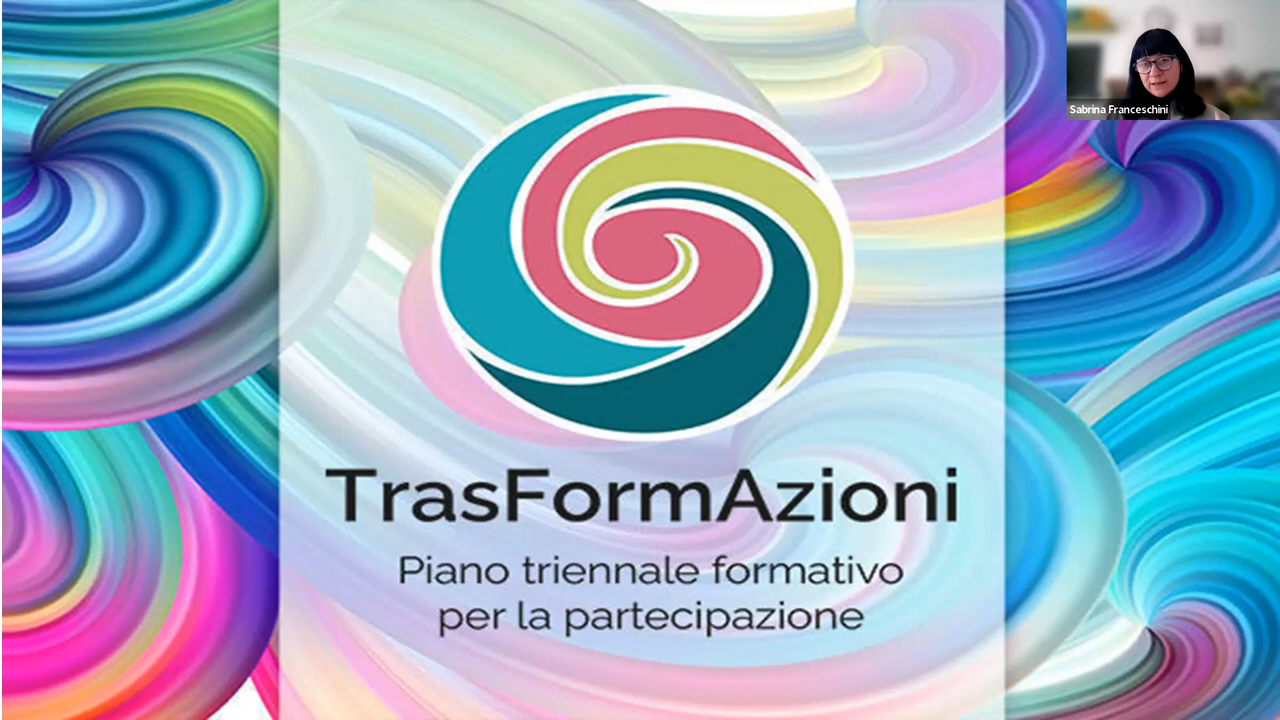 Sabrina Franceschini
TrasFormAzioni
Piano triennale formativo
per la partecipazione